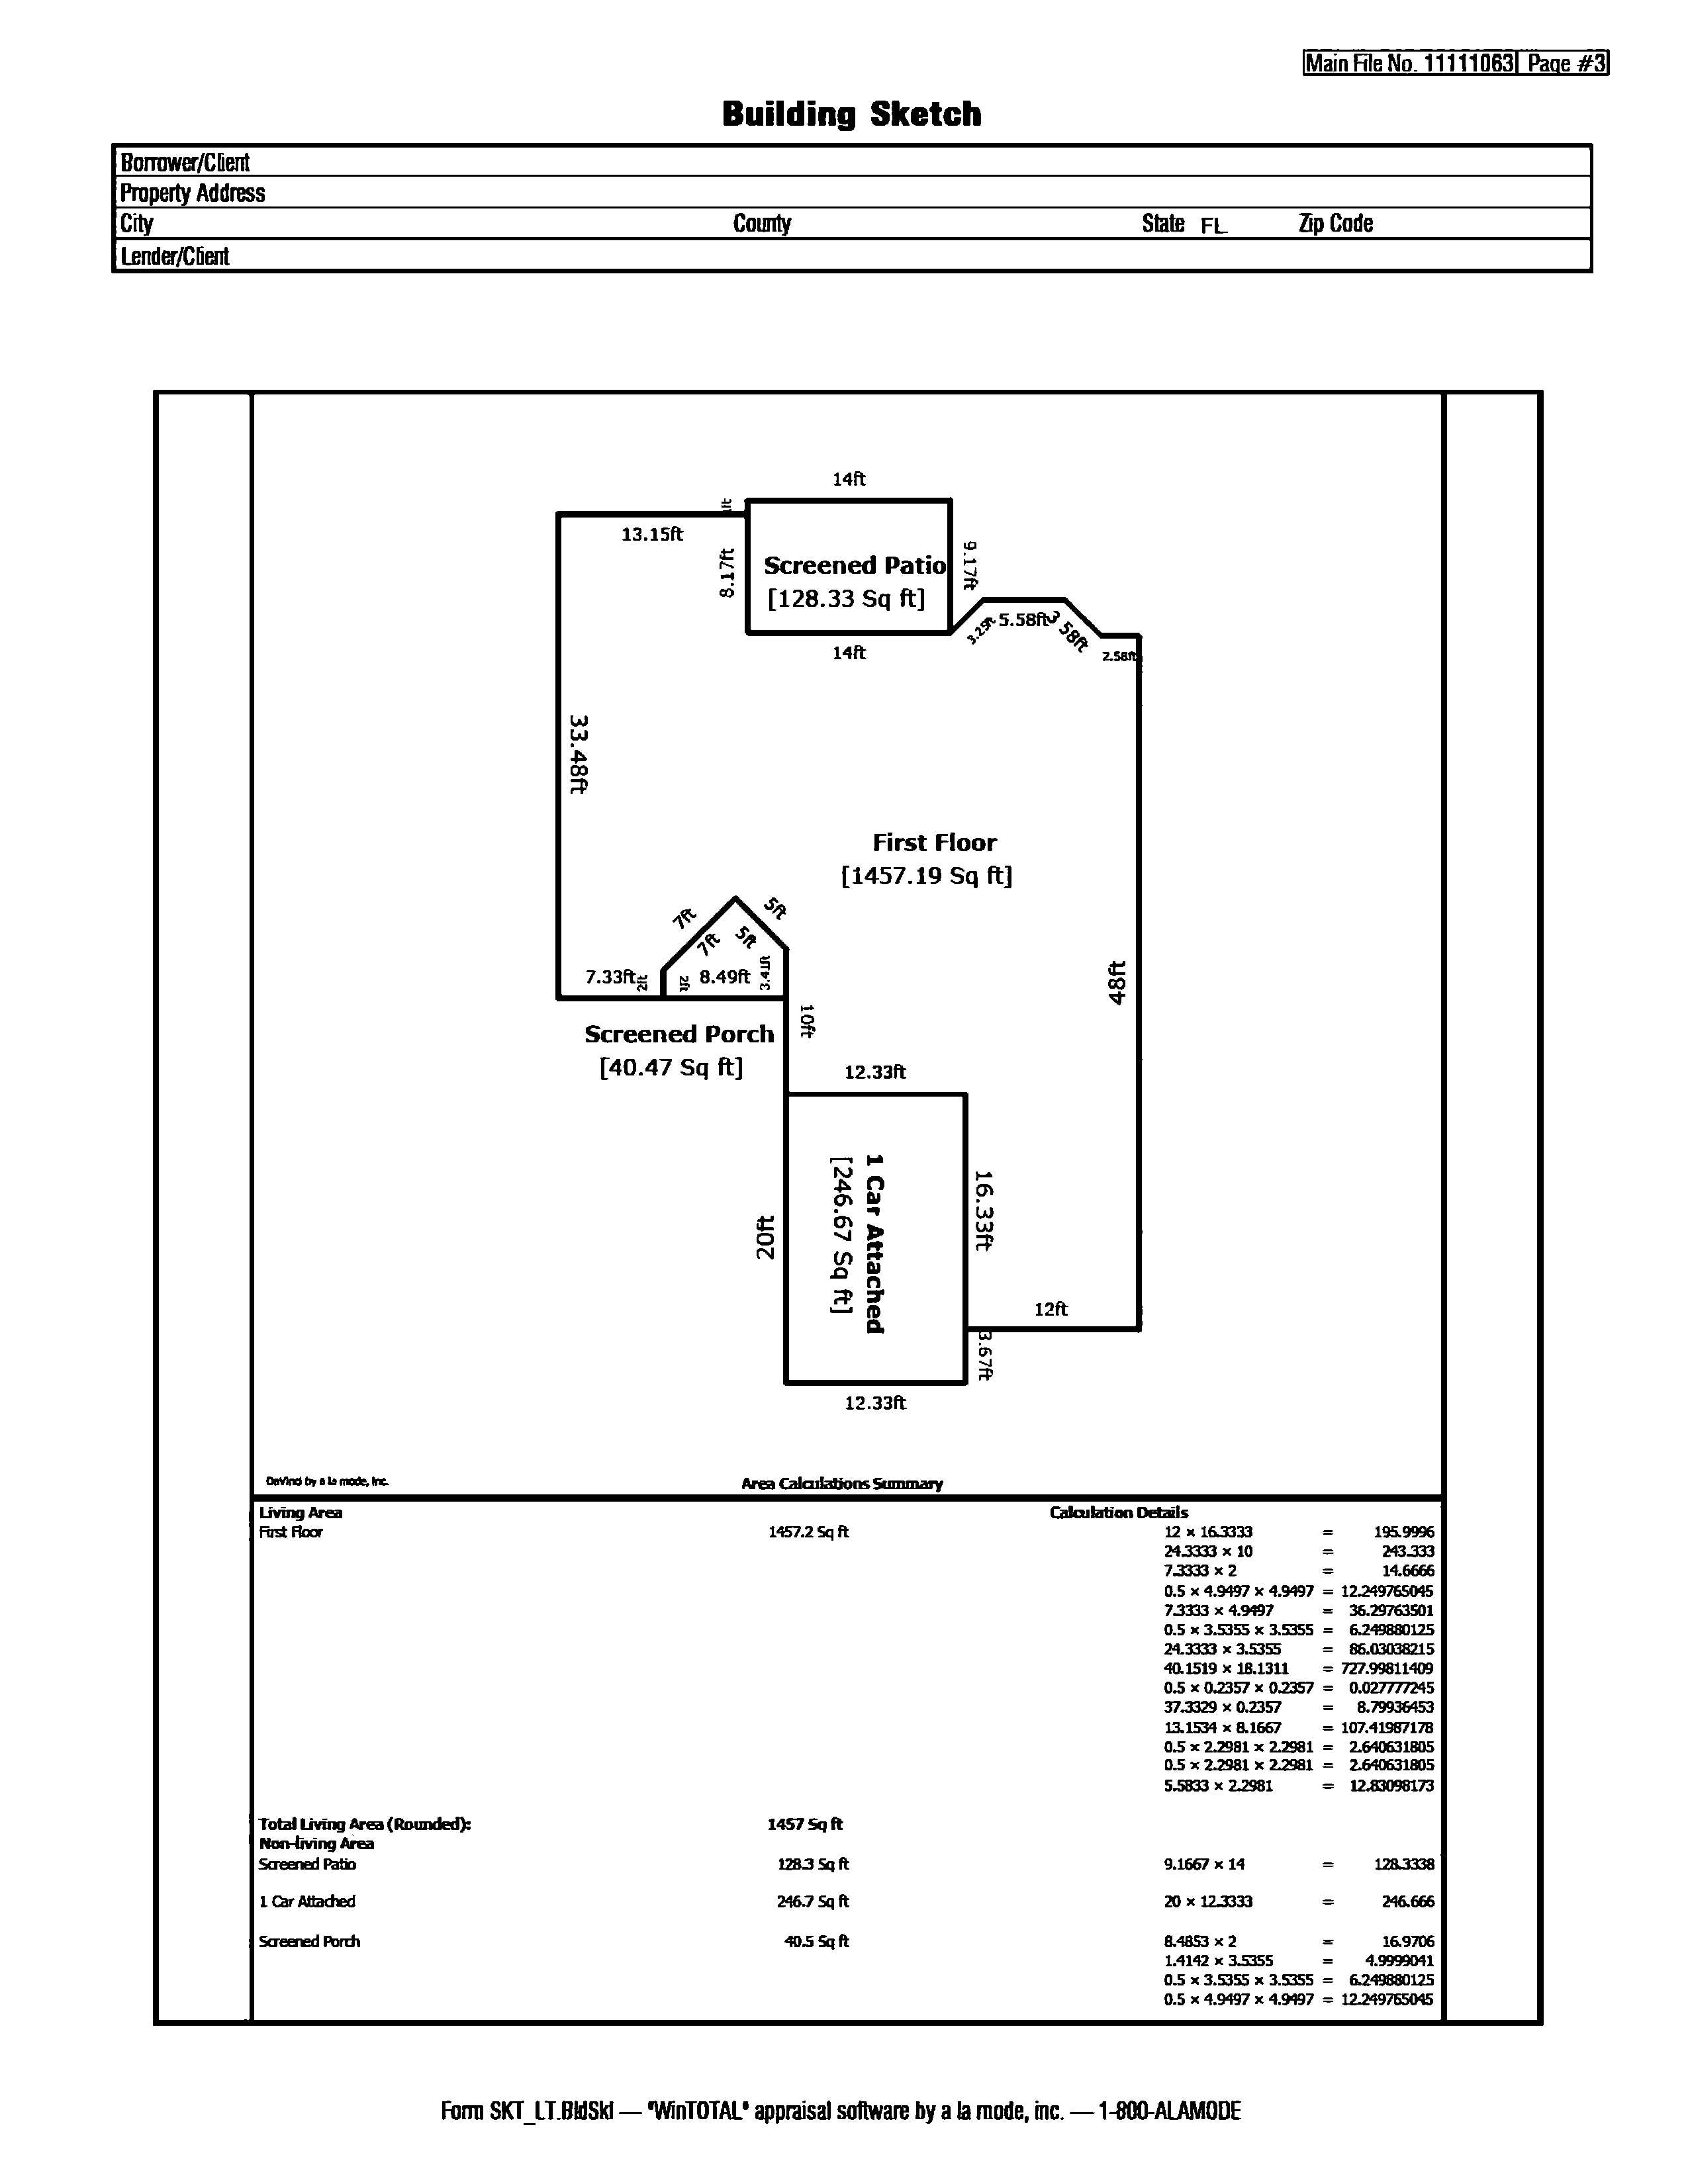 Main File No. 11111063 Page #3
Building Sketch
Borrower/Client
Property Address
City County State FL Zip Code
Lender/Client
14ft
13.15ft
8.17ft
Screened Patio
[128.33 Sq ft]
9.17ft
14ft
3.25ft
5.58ft
3 58ft
2.58ft
33.48ft
First Floor
[1457.19 Sq ft]
7ft
5ft
7ft
5ft
7.33ft
2ft
2ft
8.49ft
3.41ft
48ft
10ft
Screened Porch
[40.47 Sq ft]
12.33ft
1 Car Attached
[246.67 Sq ft]
16.33ft
20ft
12ft
3.67ft
12.33ft
DaVinci by a la mode, inc.
Area Calculations Summary
Living Area Calculation Details
First Floor 1457.2 Sq ft 12 × 16.3333 = 195.9996
24.3333 × 10 = 243.333
7.3333 × 2 = 14.6666
0.5 × 4.9497 × 4.9497 = 12.249765045
7.3333 × 4.9497 = 36.29763501
0.5 × 3.5355 × 3.5355 = 6.249880125
24.3333 × 3.5355 = 86.03038215
40.1519 × 18.1311 = 727.99811409
0.5 × 0.2357 × 0.2357 = 0.027777245
37.3329 × 0.2357 = 8.79936453
13.1534 × 8.1667 = 107.41987178
0.5 × 2.2981 × 2.2981 = 2.640631805
0.5 × 2.2981 × 2.2981 = 2.640631805
5.5833 × 2.2981 = 12.83098173
Total Living Area (Rounded): 1457 Sq ft
Non-living Area
Screened Patio 128.3 Sq ft 9.1667 × 14 = 128.3338
1 Car Attached 246.7 Sq ft 20 × 12.3333 = 246.666
Screened Porch 40.5 Sq ft 8.4853 × 2 = 16.9706
1.4142 × 3.5355 = 4.9999041
0.5 × 3.5355 × 3.5355 = 6.249880125
0.5 × 4.9497 × 4.9497 = 12.249765045
Form SKT_LT.BldSkI — "WinTOTAL" appraisal software by a la mode, inc. — 1-800-ALAMODE